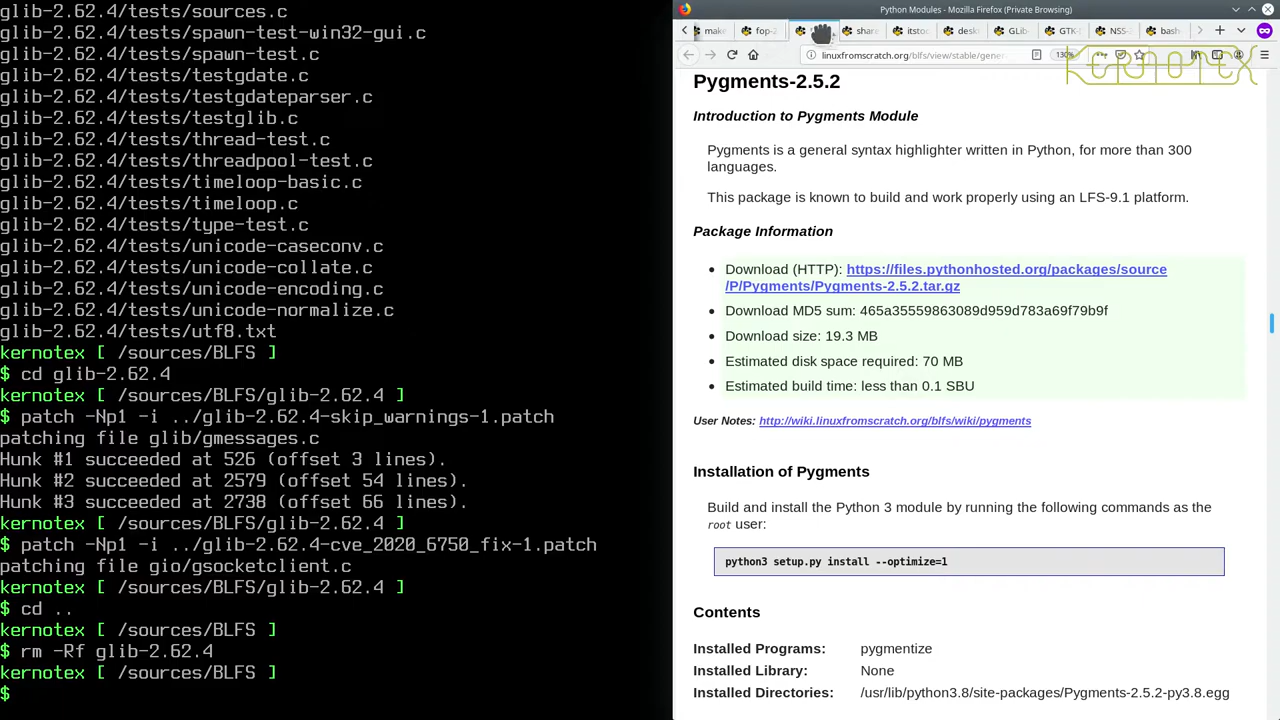 glib-2.62.4/tests/sources.c
glib-2.62.4/tests/spawn-test-win32-gui.c
glib-2.62.4/tests/spawn-test.c
glib-2.62.4/tests/testgdate.c
glib-2.62.4/tests/testgdateparser.c
glib-2.62.4/tests/testglib.c
glib-2.62.4/tests/thread-test.c
glib-2.62.4/tests/threadpool-test.c
glib-2.62.4/tests/timeloop-basic.c
glib-2.62.4/tests/timeloop.c
glib-2.62.4/tests/type-test.c
glib-2.62.4/tests/unicode-caseconv.c
glib-2.62.4/tests/unicode-collate.c
glib-2.62.4/tests/unicode-encoding.c
glib-2.62.4/tests/unicode-normalize.c
glib-2.62.4/tests/utf8.txt
kernotex [ /sources/BLFS ]
$ cd glib-2.62.4
kernotex [ /sources/BLFS/glib-2.62.4 ]
$ patch -Np1 -i ../glib-2.62.4-skip_warnings-1.patch
patching file glib/gmessages.c
Hunk #1 succeeded at 526 (offset 3 lines).
Hunk #2 succeeded at 2579 (offset 54 lines).
Hunk #3 succeeded at 2738 (offset 66 lines).
kernotex [ /sources/BLFS/glib-2.62.4 ]
$ patch -Np1 -i ../glib-2.62.4-cve_2020_6750_fix-1.patch
patching file gio/gsocketclient.c
kernotex [ /sources/BLFS/glib-2.62.4 ]
$ cd ..
kernotex [ /sources/BLFS ]
$ rm -Rf glib-2.62.4
kernotex [ /sources/BLFS ]
$
Python Modules - Mozilla Firefox (Private Browsing)
make fop-2 share itstoo desk GLib GTK- NSS- bash
linuxfromscratch.org/blfs/view/stable/gener 130%
KERNOTEX
Pygments-2.5.2
Introduction to Pygments Module
Pygments is a general syntax highlighter written in Python, for more than 300
languages.
This package is known to build and work properly using an LFS-9.1 platform.
Package Information
• Download (HTTP): https://files.pythonhosted.org/packages/source
/P/Pygments/Pygments-2.5.2.tar.gz
• Download MD5 sum: 465a35559863089d959d783a69f79b9f
• Download size: 19.3 MB
• Estimated disk space required: 70 MB
• Estimated build time: less than 0.1 SBU
User Notes: http://wiki.linuxfromscratch.org/blfs/wiki/pygments
Installation of Pygments
Build and install the Python 3 module by running the following commands as the
root user:
python3 setup.py install --optimize=1
Contents
Installed Programs: pygmentize
Installed Library: None
Installed Directories: /usr/lib/python3.8/site-packages/Pygments-2.5.2-py3.8.egg